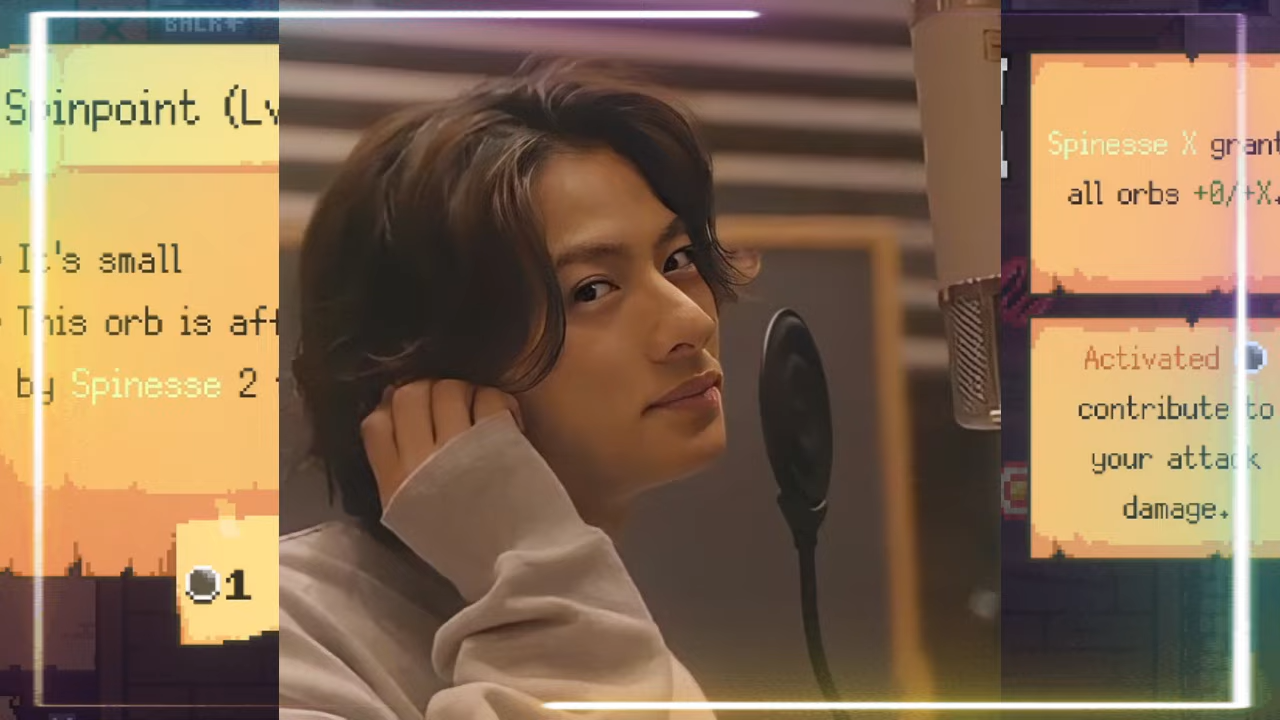 BACK
Spinpoint (Lv
It's small
This orb is aff
by Spinesse 2
1
Spinesse X grant
all orbs +0/+X.
Activated
contribute to
your attack
damage.